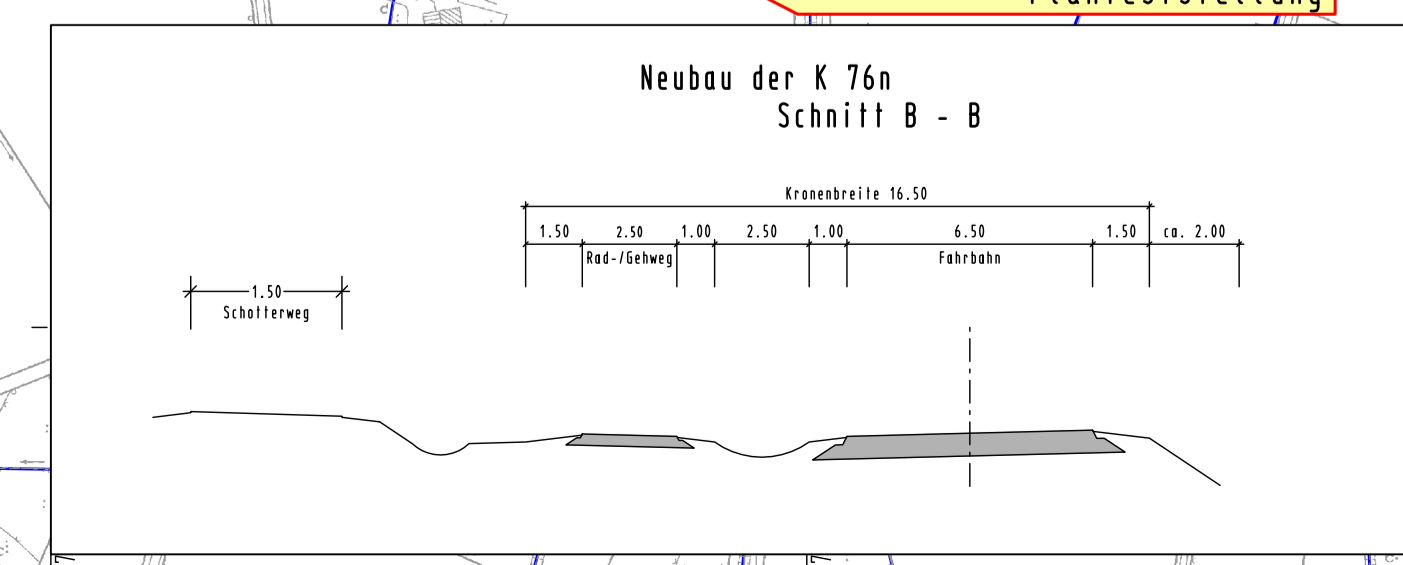 Planfeststellung
Neubau der K 76n
Schnitt B - B
Kronenbreite 16.50
1.50 2.50 1.00 2.50 1.00 6.50 1.50 ca. 2.00
Rad-/Gehweg Fahrbahn
1.50
Schotterweg